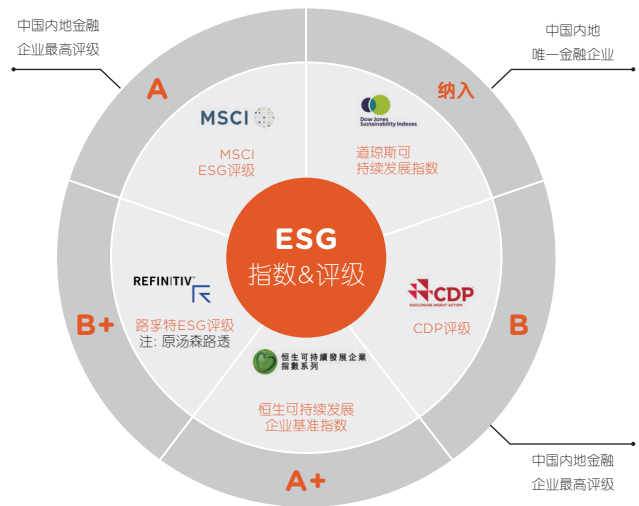 中国内地金融
企业最高评级
中国内地
唯一金融企业
A
纳入
MSCI
Dow Jones
Sustainability Indexes
MSCI
ESG评级
道琼斯可
持续发展指数
ESG
指数&评级
REFINITIV
CDP
DISCLOSURE INSIGHT ACTION
B+
路孚特ESG评级
注: 原汤森路透
CDP评级
B
恒生可持續發展企業
指數系列
恒生可持续发展
企业基准指数
A+
中国内地金融
企业最高评级